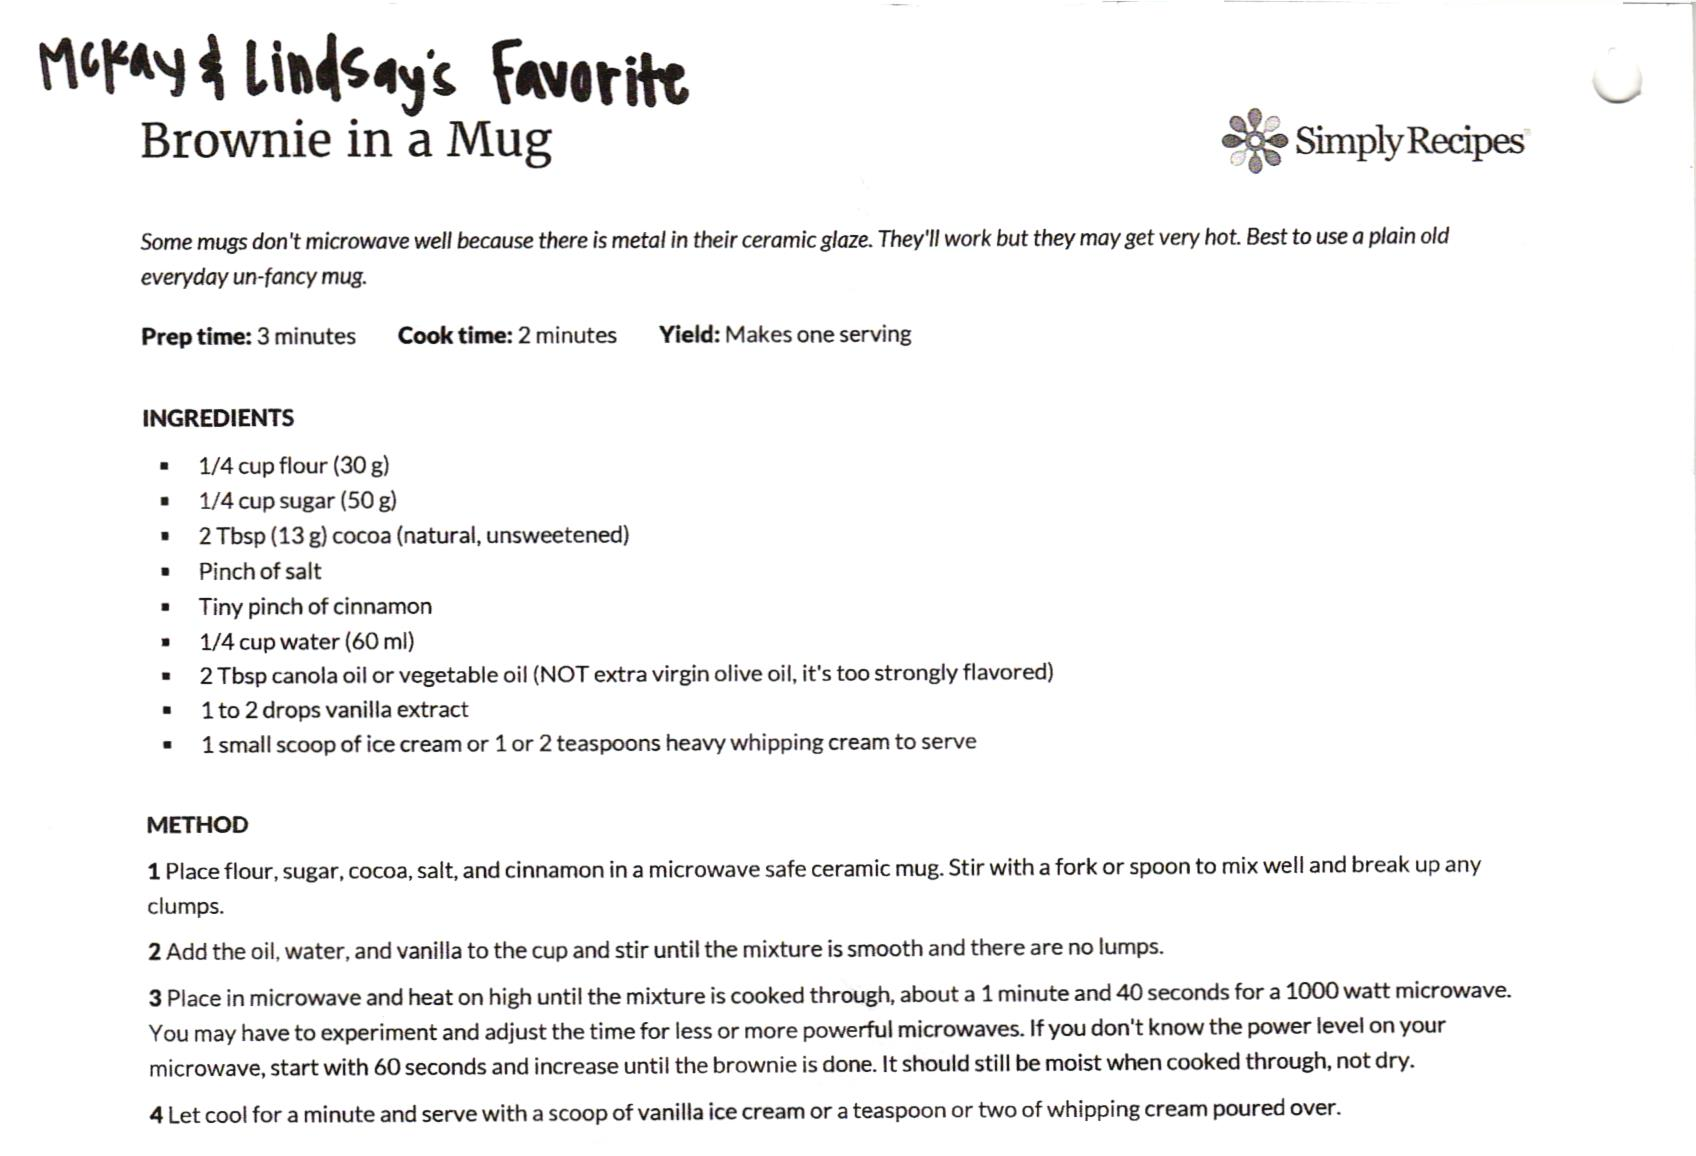 McKay & Lindsay's Favorite
Brownie in a Mug
Simply Recipes
Some mugs don't microwave well because there is metal in their ceramic glaze. They'll work but they may get very hot. Best to use a plain old
everyday un-fancy mug.
Prep time: 3 minutes Cook time: 2 minutes Yield: Makes one serving
INGREDIENTS
▪ 1/4 cup flour (30 g)
▪ 1/4 cup sugar (50 g)
▪ 2 Tbsp (13 g) cocoa (natural, unsweetened)
▪ Pinch of salt
▪ Tiny pinch of cinnamon
▪ 1/4 cup water (60 ml)
▪ 2 Tbsp canola oil or vegetable oil (NOT extra virgin olive oil, it's too strongly flavored)
▪ 1 to 2 drops vanilla extract
▪ 1 small scoop of ice cream or 1 or 2 teaspoons heavy whipping cream to serve
METHOD
1 Place flour, sugar, cocoa, salt, and cinnamon in a microwave safe ceramic mug. Stir with a fork or spoon to mix well and break up any
clumps.
2 Add the oil, water, and vanilla to the cup and stir until the mixture is smooth and there are no lumps.
3 Place in microwave and heat on high until the mixture is cooked through, about a 1 minute and 40 seconds for a 1000 watt microwave.
You may have to experiment and adjust the time for less or more powerful microwaves. If you don't know the power level on your
microwave, start with 60 seconds and increase until the brownie is done. It should still be moist when cooked through, not dry.
4 Let cool for a minute and serve with a scoop of vanilla ice cream or a teaspoon or two of whipping cream poured over.